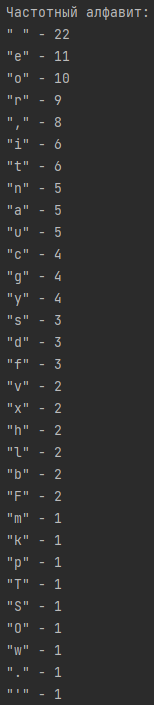 Частотный алфавит:
" " - 22
"e" - 11
"o" - 10
"r" - 9
"," - 8
"i" - 6
"t" - 6
"n" - 5
"a" - 5
"u" - 5
"c" - 4
"g" - 4
"y" - 4
"s" - 3
"d" - 3
"f" - 3
"v" - 2
"x" - 2
"h" - 2
"l" - 2
"b" - 2
"F" - 2
"m" - 1
"k" - 1
"p" - 1
"T" - 1
"S" - 1
"O" - 1
"w" - 1
"." - 1
"'" - 1